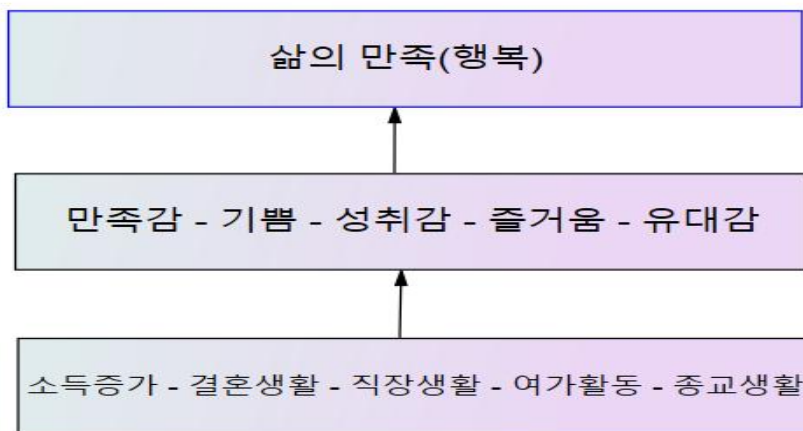 삶의 만족(행복)
만족감 - 기쁨 - 성취감 - 즐거움 - 유대감
소득증가 - 결혼생활 - 직장생활 - 여가활동 - 종교생활